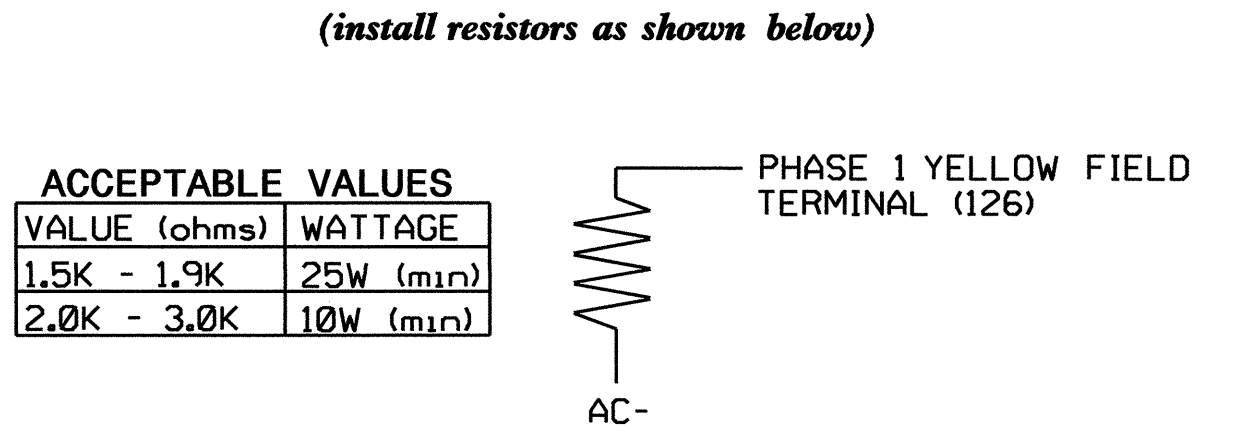 (install resistors as shown below)
ACCEPTABLE VALUES
VALUE (ohms) WATTAGE
1.5K - 1.9K 25W (min)
2.0K - 3.0K 10W (min)
PHASE 1 YELLOW FIELD
TERMINAL (126)
AC-